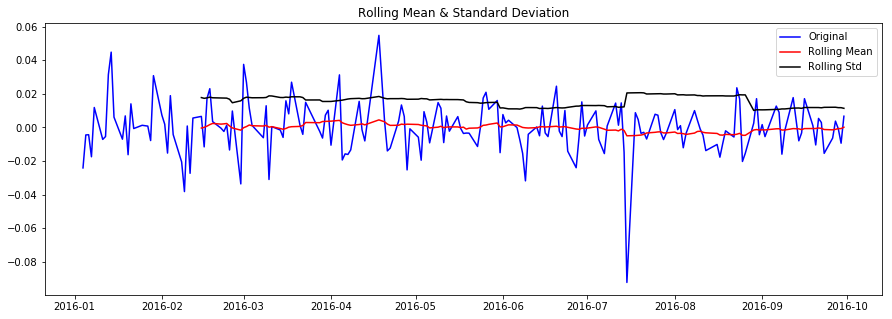 Rolling Mean & Standard Deviation
0.06
0.04
0.02
0.00
−0.02
−0.04
−0.06
−0.08
Original
Rolling Mean
Rolling Std
2016-01 2016-02 2016-03 2016-04 2016-05 2016-06 2016-07 2016-08 2016-09 2016-10